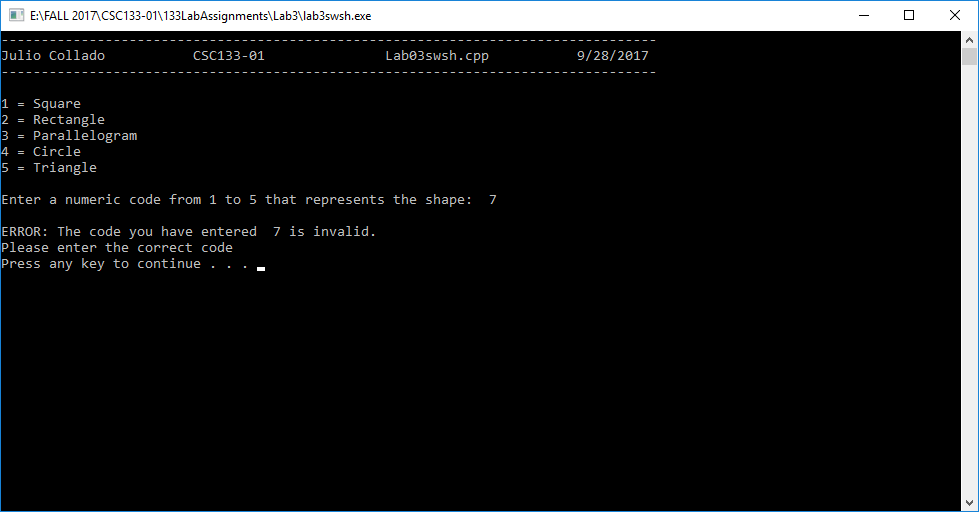 E:\FALL 2017\CSC133-01\133LabAssignments\Lab3\lab3swsh.exe
----------------------------------------------------------------------------------
Julio Collado           CSC133-01               Lab03swsh.cpp           9/28/2017
----------------------------------------------------------------------------------
1 = Square
2 = Rectangle
3 = Parallelogram
4 = Circle
5 = Triangle
Enter a numeric code from 1 to 5 that represents the shape:  7
ERROR: The code you have entered  7 is invalid.
Please enter the correct code
Press any key to continue . . .